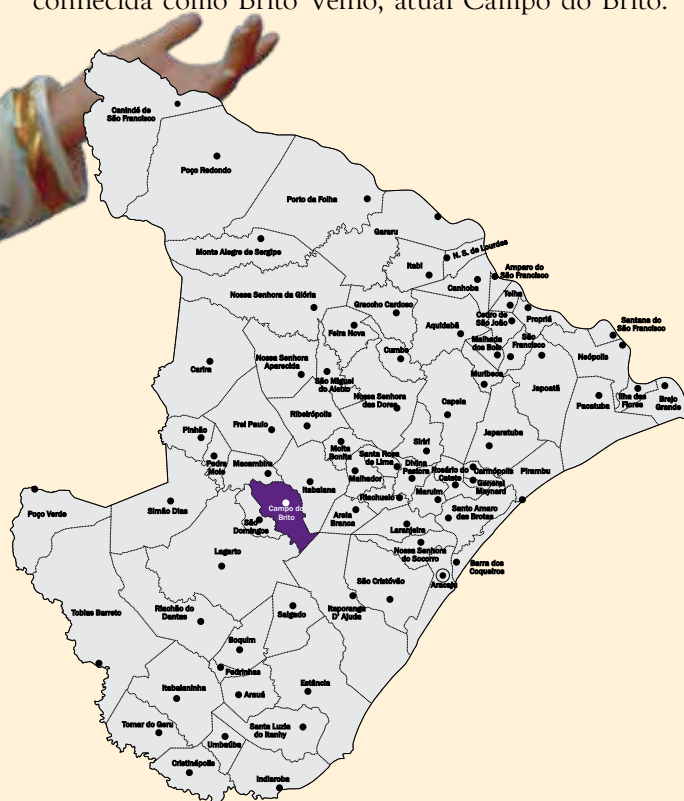 conhecida como Brito Velho, atual Campo do Brito.
Canindé de
São Francisco
Poço Redondo
Porto da Folha
Gararu
Monte Alegre de Sergipe
N. S. de Lourdes
Itabi
Amparo do
São Francisco
Canhoba
Nossa Senhora da Glória
Telha
Graccho Cardoso
Cedro de
São João
Propriá
Santana do
São Francisco
Feira Nova
Aquidabã
Malhada
dos Bois
São
Francisco
Neópolis
Cumbe
Nossa Senhora
Aparecida
Carira
São Miguel
do Aleixo
Muribeca
Japoatã
Ilha das
Flores
Brejo
Grande
Nossa Senhora
das Dores
Capela
Pacatuba
Ribeirópolis
Frei Paulo
Pinhão
Siriri
Japaratuba
Moita
Bonita
Santa Rosa
de Lima
Divina
Pastora
Rosário do
Catete
Carmópolis
Pirambu
Pedra
Mole
Macambira
Malhador
General
Maynard
Itabaiana
Riachuelo
Maruim
Poço Verde
Simão Dias
Campo do
Brito
Areia
Branca
Santo Amaro
das Brotas
São
Domingos
Laranjeira
Lagarto
Nossa Senhora
do Socorro
Barra dos
Coqueiros
São Cristóvão
Aracaju
Tobias Barreto
Riachão do
Dantas
Salgado
Itaporanga
D' Ajuda
Boquim
Pedrinhas
Itabaianinha
Arauá
Estância
Tomar do Geru
Santa Luzia
do Itanhy
Umbaúba
Cristinápolis
Indiaroba